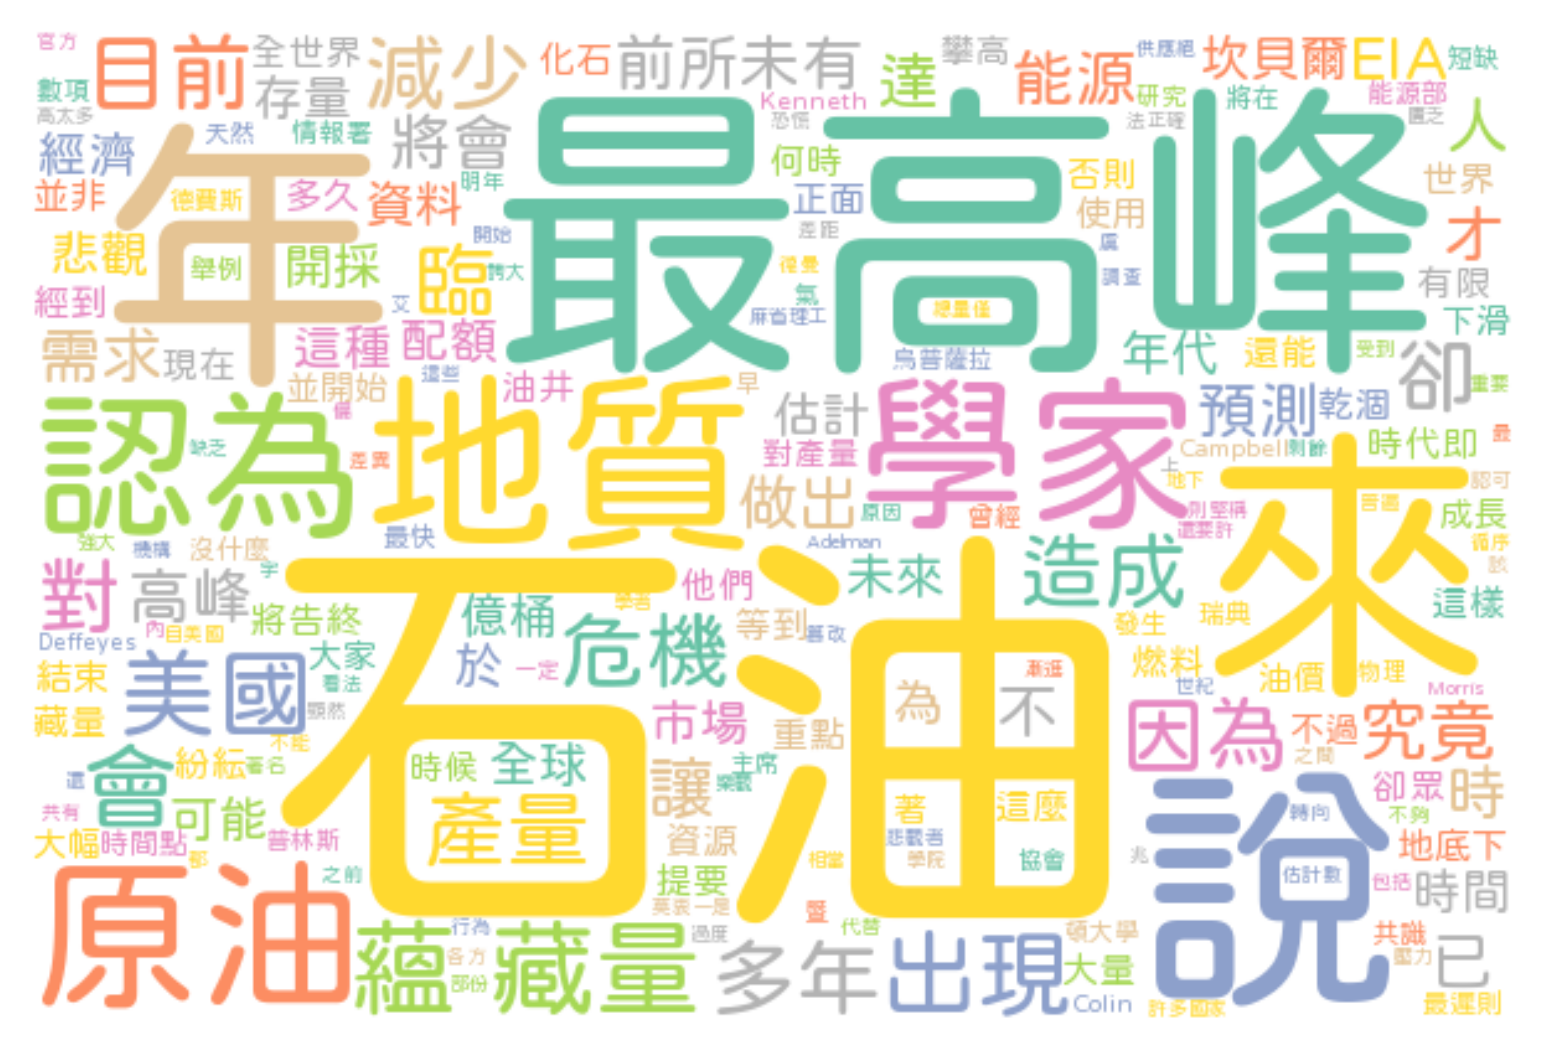 官方
目前
全世界
減少
化石
前所未有
達
攀高
能源
供應絕
坎貝爾
EIA
短缺
數項
存量
Kenneth
研究
將在
能源部
高太多
恐慌
法正確
匱乏
人
經濟
天然
情報署
將會
最高峰
何時
否則
世界
年
並非
德費斯
多久
資料
明年
正面
使用
才
悲觀
舉例
開採
臨
開始
差距
誇大
調查
有限
經到
艾
氣
總量僅
麻省理工
下滑
需求
現在
這種
配額
烏普薩拉
年代
還能
受到
卻
並開始
這些
油井
早
重要
認為
地質
估計
學家
預測
乾涸
缺乏
差異
對產量
Campbell
剩餘
時代即
最
上
地下
認可
做出
原因
曾經
則堅稱
還要許
來
普遍
成長
強大
機構
沒什麼
最快
Adelman
循序
該
對
高峰
宇
石油
他們
未來
造成
這樣
將告終
億桶
學者
危機
等到
發生
瑞典
Deffeyes
內
自美國
篡改
結束
美國
大家
看法
於
一定
為
不
漸進
燃料
世紀
油價
物理
Morris
藏量
顯然
市場
重點
因為
不過
究竟
不能
之間
還
會
紛紜
著名
時候
全球
主席
樂觀
讓
卻眾
時
共有
可能
產量
著
這麼
說
轉向
不夠
大幅
時間點
普林斯
資源
悲觀者
學院
協會
兆
地底下
都
相當
原油
之前
提要
估計數
包括
時間
英衰一足
暨
代替
蘊藏量
行為
過度
多年
出現
頓大學
共識
已
各方
壓力
部份
大量
Colin
許多國家
最遲則